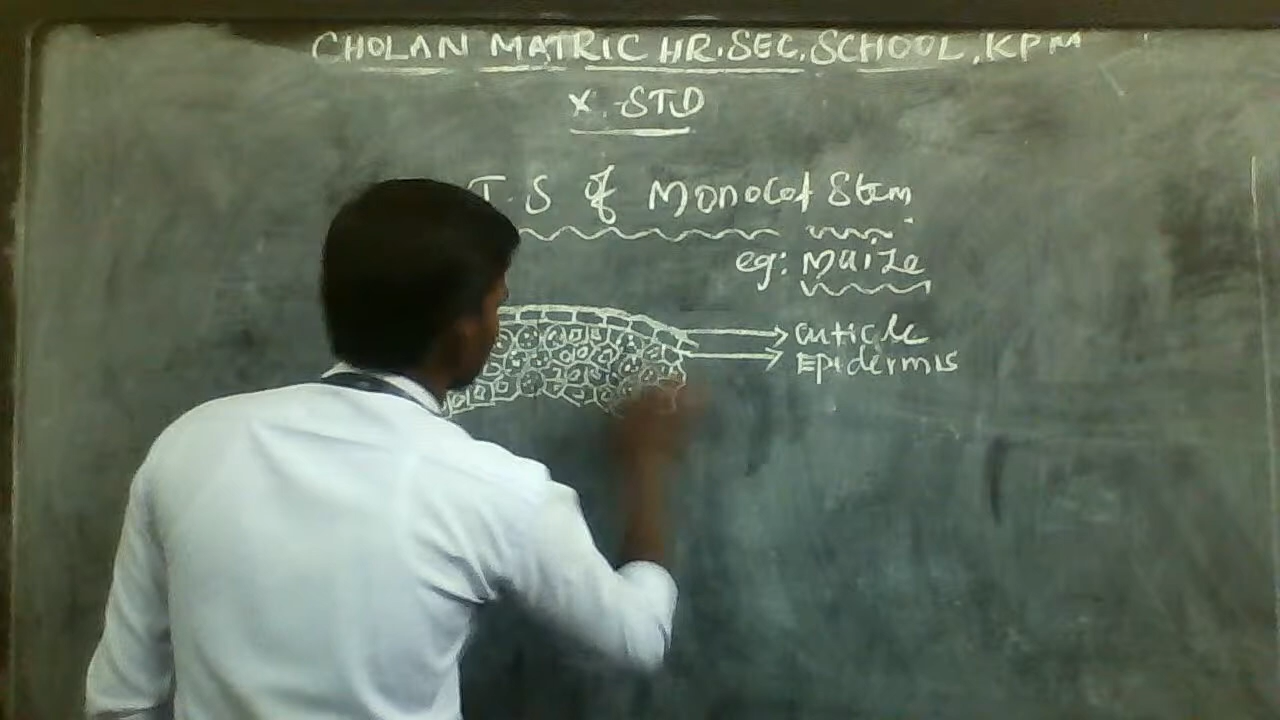 CHOLAN MATRIC HR.SEC.SCHOOL, KPM
X -STD
T.S of Monocot Stem
eg: Maize
cuticle
Epidermis